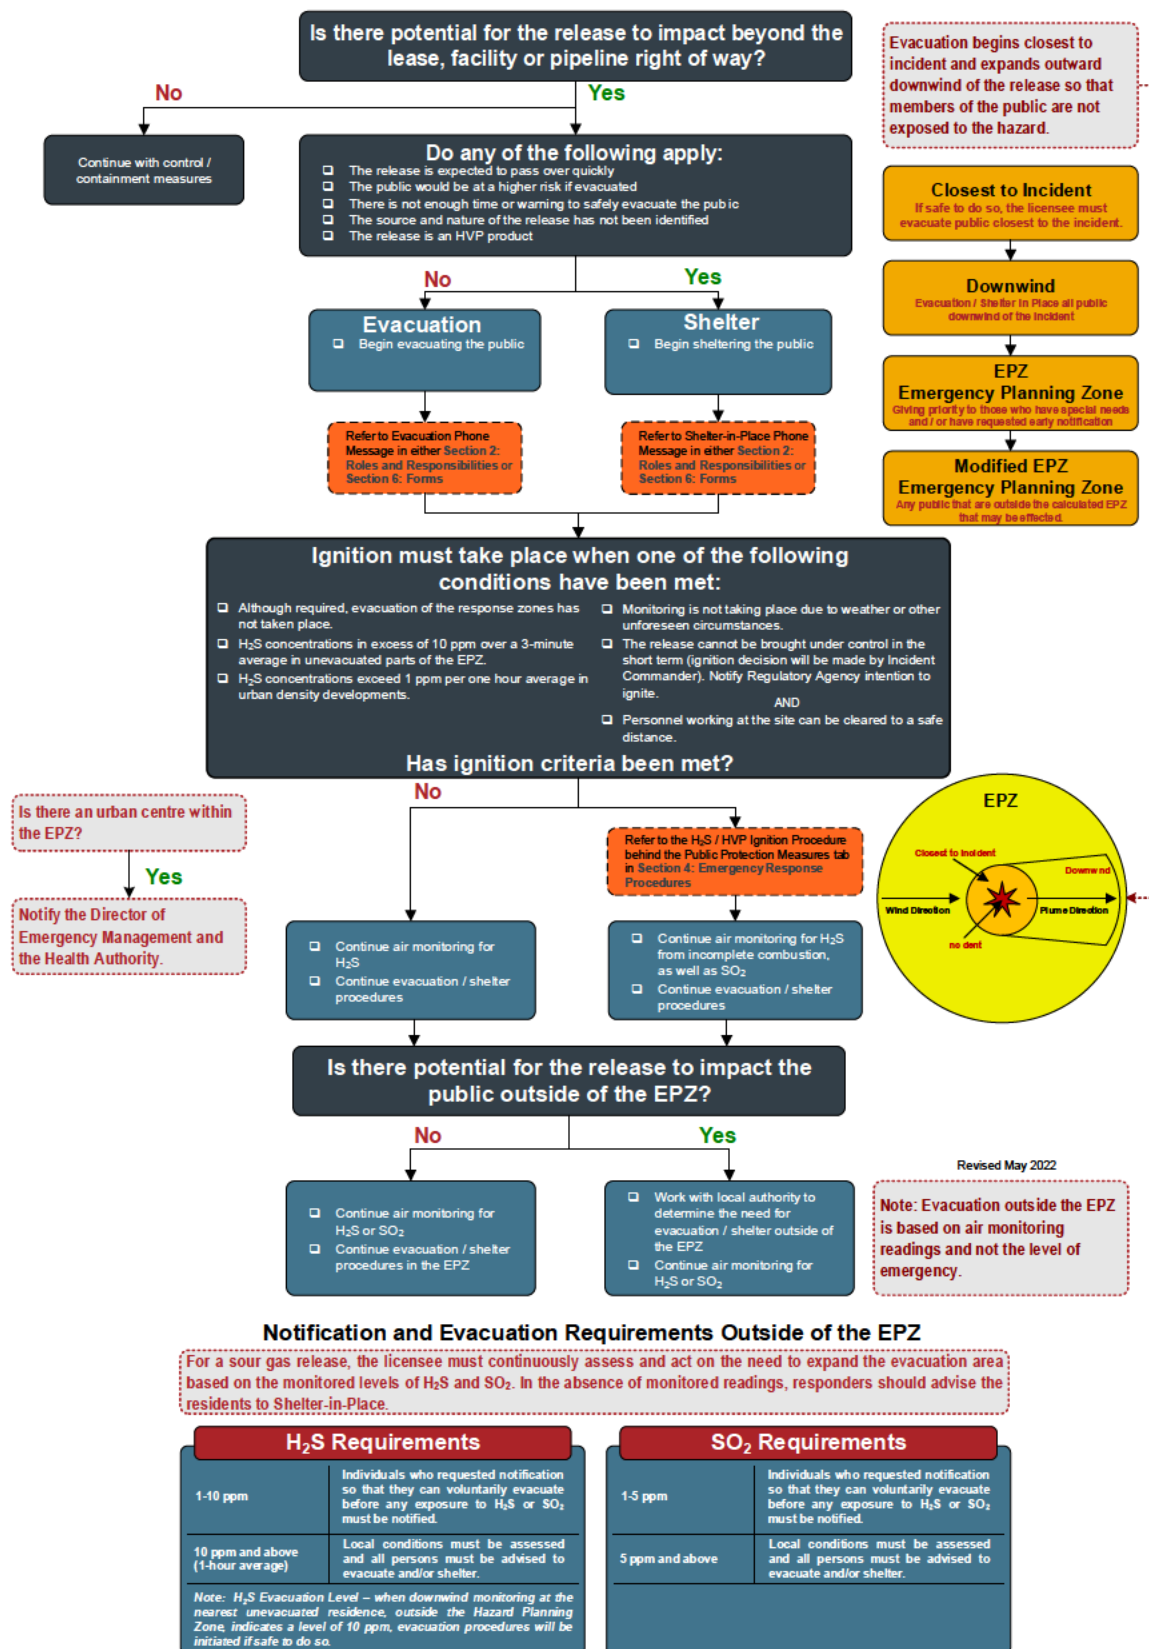 Is there potential for the release to impact beyond the
lease, facility or pipeline right of way?
Evacuation begins closest to
incident and expands outward
downwind of the release so that
members of the public are not
exposed to the hazard.
No
Yes
Continue with control /
containment measures
Do any of the following apply:
❑ The release is expected to pass over quickly
❑ The public would be at a higher risk if evacuated
❑ There is not enough time or warning to safely evacuate the pub ic
❑ The source and nature of the release has not been identified
❑ The release is an HVP product
Closest to Incident
If safe to do so, the licensee must
evacuate public closest to the incident.
No
Yes
Downwind
Evacuation / Shelter In Place all public
downwind of the Incident
Evacuation
❑ Begin evacuating the public
Shelter
❑ Begin sheltering the public
EPZ
Emergency Planning Zone
Giving priority to those who have special needs
and / or have requested early notification
Refer to Evacuation Phone
Message in either Section 2:
Roles and Responsibilities or
Section 6: Forms
Refer to Shelter-in-Place Phone
Message in either Section 2:
Roles and Responsibilities or
Section 6: Forms
Modified EPZ
Emergency Planning Zone
Any public that are outside the calculated EPZ
that may be effected.
Ignition must take place when one of the following
conditions have been met:
❑ Although required, evacuation of the response zones has
not taken place.
❑ H₂S concentrations in excess of 10 ppm over a 3-minute
average in unevacuated parts of the EPZ.
❑ H₂S concentrations exceed 1 ppm per one hour average in
urban density developments.
❑ Monitoring is not taking place due to weather or other
unforeseen circumstances.
❑ The release cannot be brought under control in the
short term (ignition decision will be made by Incident
Commander). Notify Regulatory Agency intention to
ignite.
AND
❑ Personnel working at the site can be cleared to a safe
distance.
Has ignition criteria been met?
No
Is there an urban centre within
the EPZ?
Yes
Notify the Director of
Emergency Management and
the Health Authority.
Refer to the H₂S / HVP Ignition Procedure
behind the Public Protection Measures tab
in Section 4: Emergency Response
Procedures
EPZ
Closest to Incident
Downwind
Wind Direction
Plume Direction
no dent
❑ Continue air monitoring for
H₂S
❑ Continue evacuation / shelter
procedures
❑ Continue air monitoring for H₂S
from incomplete combustion,
as well as SO₂
❑ Continue evacuation / shelter
procedures
Is there potential for the release to impact the
public outside of the EPZ?
No
Yes
Revised May 2022
❑ Continue air monitoring for
H₂S or SO₂
❑ Continue evacuation / shelter
procedures in the EPZ
❑ Work with local authority to
determine the need for
evacuation / shelter outside of
the EPZ
❑ Continue air monitoring for
H₂S or SO₂
Note: Evacuation outside the EPZ
is based on air monitoring
readings and not the level of
emergency.
Notification and Evacuation Requirements Outside of the EPZ
For a sour gas release, the licensee must continuously assess and act on the need to expand the evacuation area
based on the monitored levels of H₂S and SO₂. In the absence of monitored readings, responders should advise the
residents to Shelter-in-Place.
H₂S Requirements
1-10 ppm
Individuals who requested notification
so that they can voluntarily evacuate
before any exposure to H₂S or SO₂
must be notified.
10 ppm and above
(1-hour average)
Local conditions must be assessed
and all persons must be advised to
evacuate and/or shelter.
Note: H₂S Evacuation Level – when downwind monitoring at the
nearest unevacuated residence, outside the Hazard Planning
Zone, indicates a level of 10 ppm, evacuation procedures will be
initiated if safe to do so.
SO₂ Requirements
1-5 ppm
Individuals who requested notification
so that they can voluntarily evacuate
before any exposure to H₂S or SO₂
must be notified.
5 ppm and above
Local conditions must be assessed
and all persons must be advised to
evacuate and/or shelter.